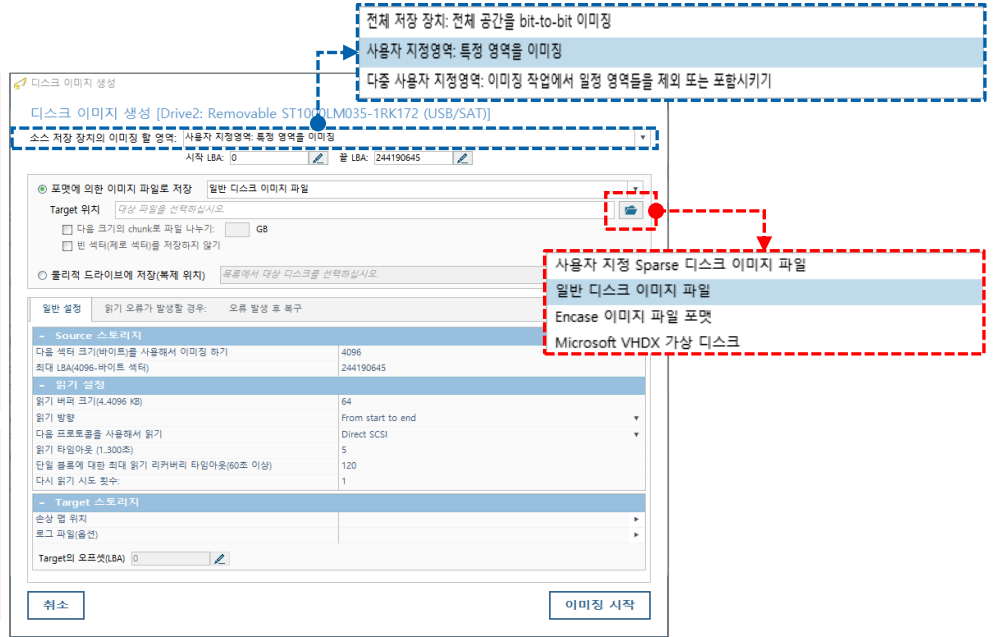 전체 저장 장치: 전체 공간을 bit-to-bit 이미징
사용자 지정영역: 특정 영역을 이미징
다중 사용자 지정영역: 이미징 작업에서 일정 영역들을 제외 또는 포함시키기
디스크 이미지 생성
디스크 이미지 생성 [Drive2: Removable ST1000LM035-1RK172 (USB/SAT)]
소스 저장 장치의 이미징 할 영역: 사용자 지정영역: 특정 영역을 이미징
시작 LBA: 0 끝 LBA: 244190645
포맷에 의한 이미지 파일로 저장 일반 디스크 이미지 파일
Target 위치 대상 파일을 선택하십시오
다음 크기의 chunk로 파일 나누기: GB
빈 섹터(제로 섹터)를 저장하지 않기
물리적 드라이브에 저장(복제 위치) 목록에서 대상 디스크를 선택하십시오
사용자 지정 Sparse 디스크 이미지 파일
일반 디스크 이미지 파일
Encase 이미지 파일 포맷
Microsoft VHDX 가상 디스크
일반 설정 읽기 오류가 발생할 경우: 오류 발생 후 복구
– Source 스토리지
다음 섹터 크기(바이트)를 사용해서 이미징 하기 4096
최대 LBA(4096-바이트 섹터) 244190645
– 읽기 설정
읽기 버퍼 크기(4.4096 KB) 64
읽기 방향 From start to end
다음 프로토콜을 사용해서 읽기 Direct SCSI
읽기 타임아웃 (1.300초) 5
단일 블록에 대한 최대 읽기 리커버리 타임아웃(60초 이상) 120
다시 읽기 시도 횟수: 1
– Target 스토리지
손상 맵 위치
로그 파일(옵션)
Target의 오프셋(LBA) 0
취소 이미징 시작